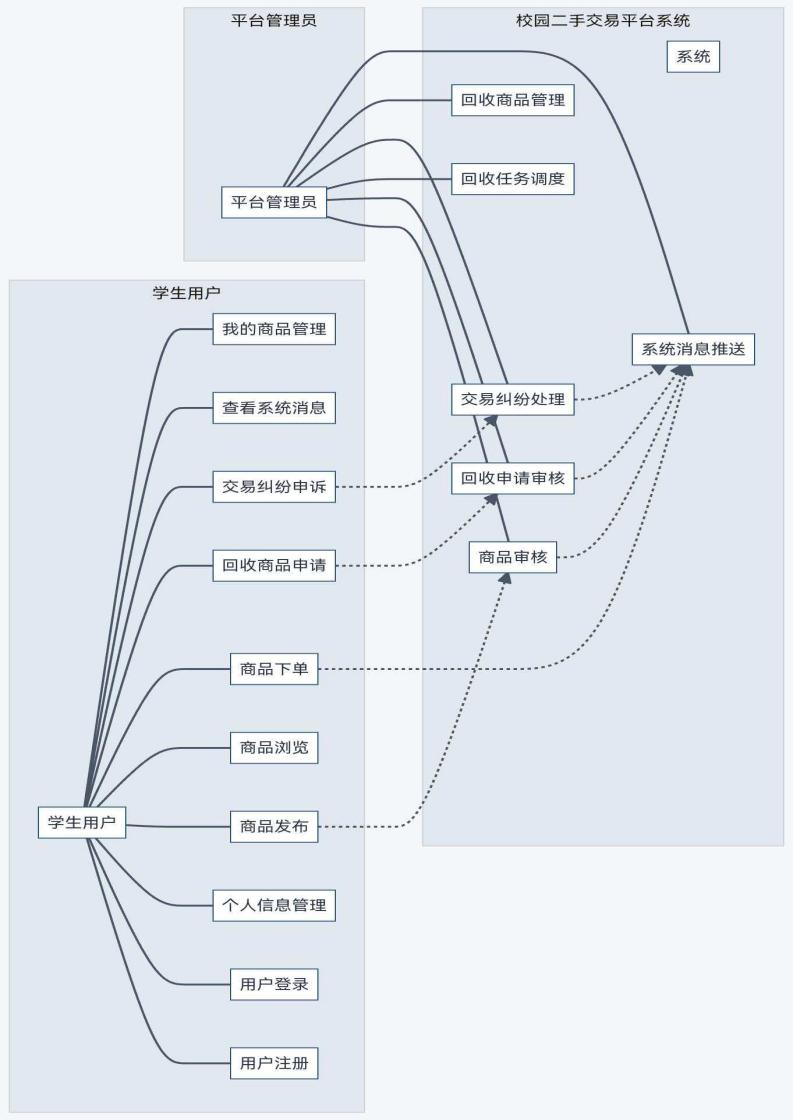 平台管理员
校园二手交易平台系统
系统
回收商品管理
回收任务调度
平台管理员
学生用户
我的商品管理
系统消息推送
查看系统消息
交易纠纷处理
交易纠纷申诉
回收申请审核
回收商品申请
商品审核
商品下单
商品浏览
学生用户
商品发布
个人信息管理
用户登录
用户注册